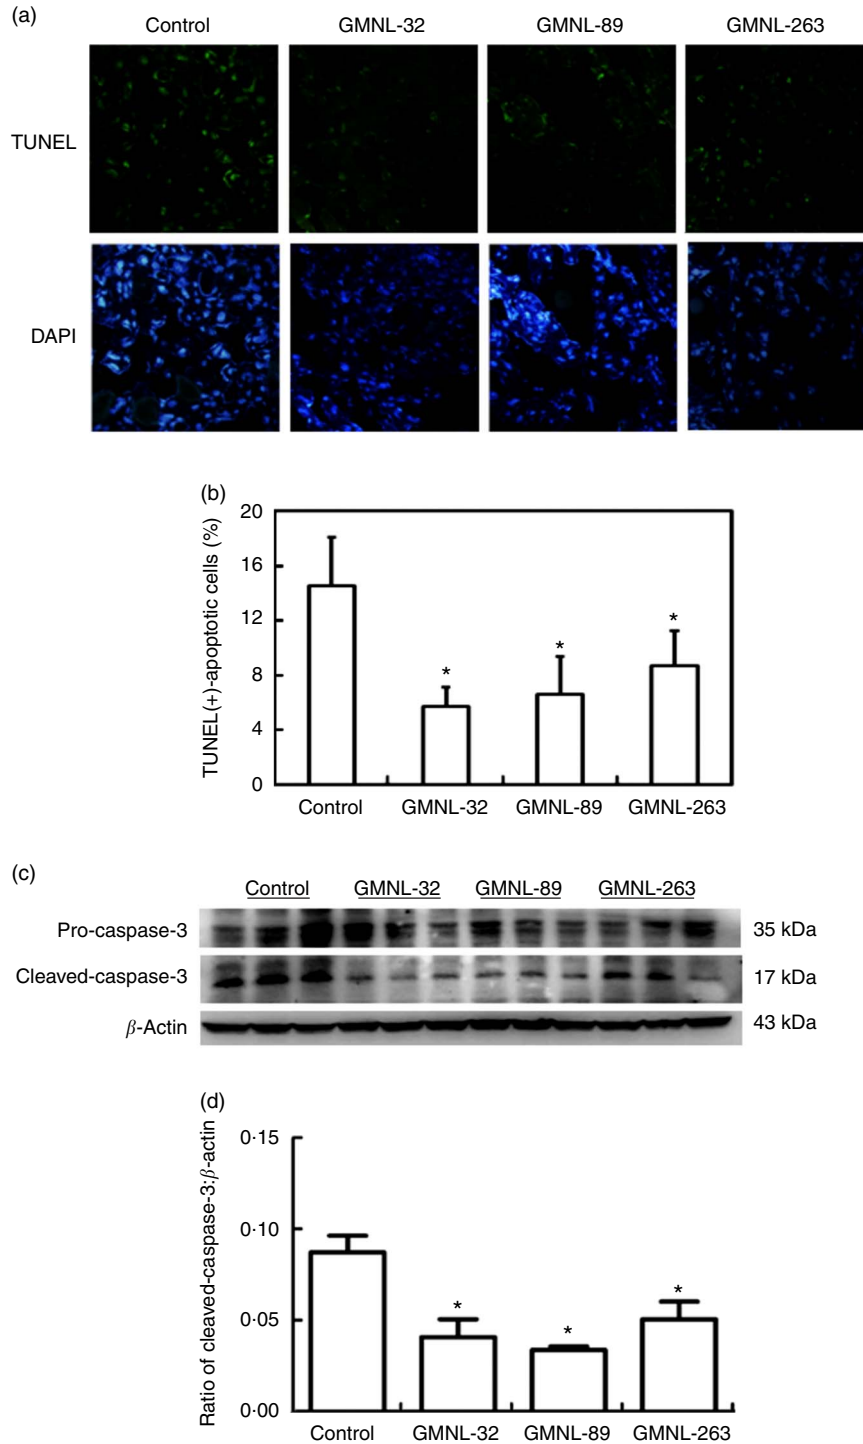 (a)
Control GMNL-32 GMNL-89 GMNL-263
TUNEL
DAPI
(b)
TUNEL(+)-apoptotic cells (%)
20
16
12
8
4
0
* * *
Control GMNL-32 GMNL-89 GMNL-263
(c)
Control GMNL-32 GMNL-89 GMNL-263
Pro-caspase-3 35 kDa
Cleaved-caspase-3 17 kDa
β-Actin 43 kDa
(d)
Ratio of cleaved-caspase-3:β-actin
0·15
0·10
0·05
0·00
* * *
Control GMNL-32 GMNL-89 GMNL-263